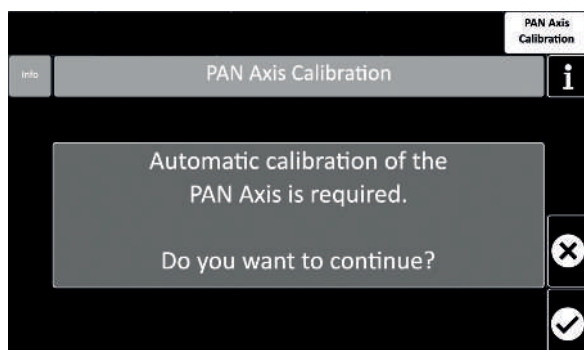 PAN Axis
Calibration
Info
PAN Axis Calibration
i
Automatic calibration of the
PAN Axis is required.
Do you want to continue?